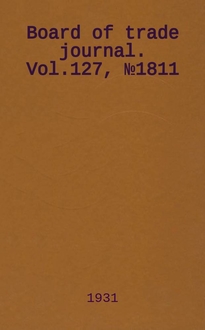 Board of trade
journal.
Vol.127, №1811
1931